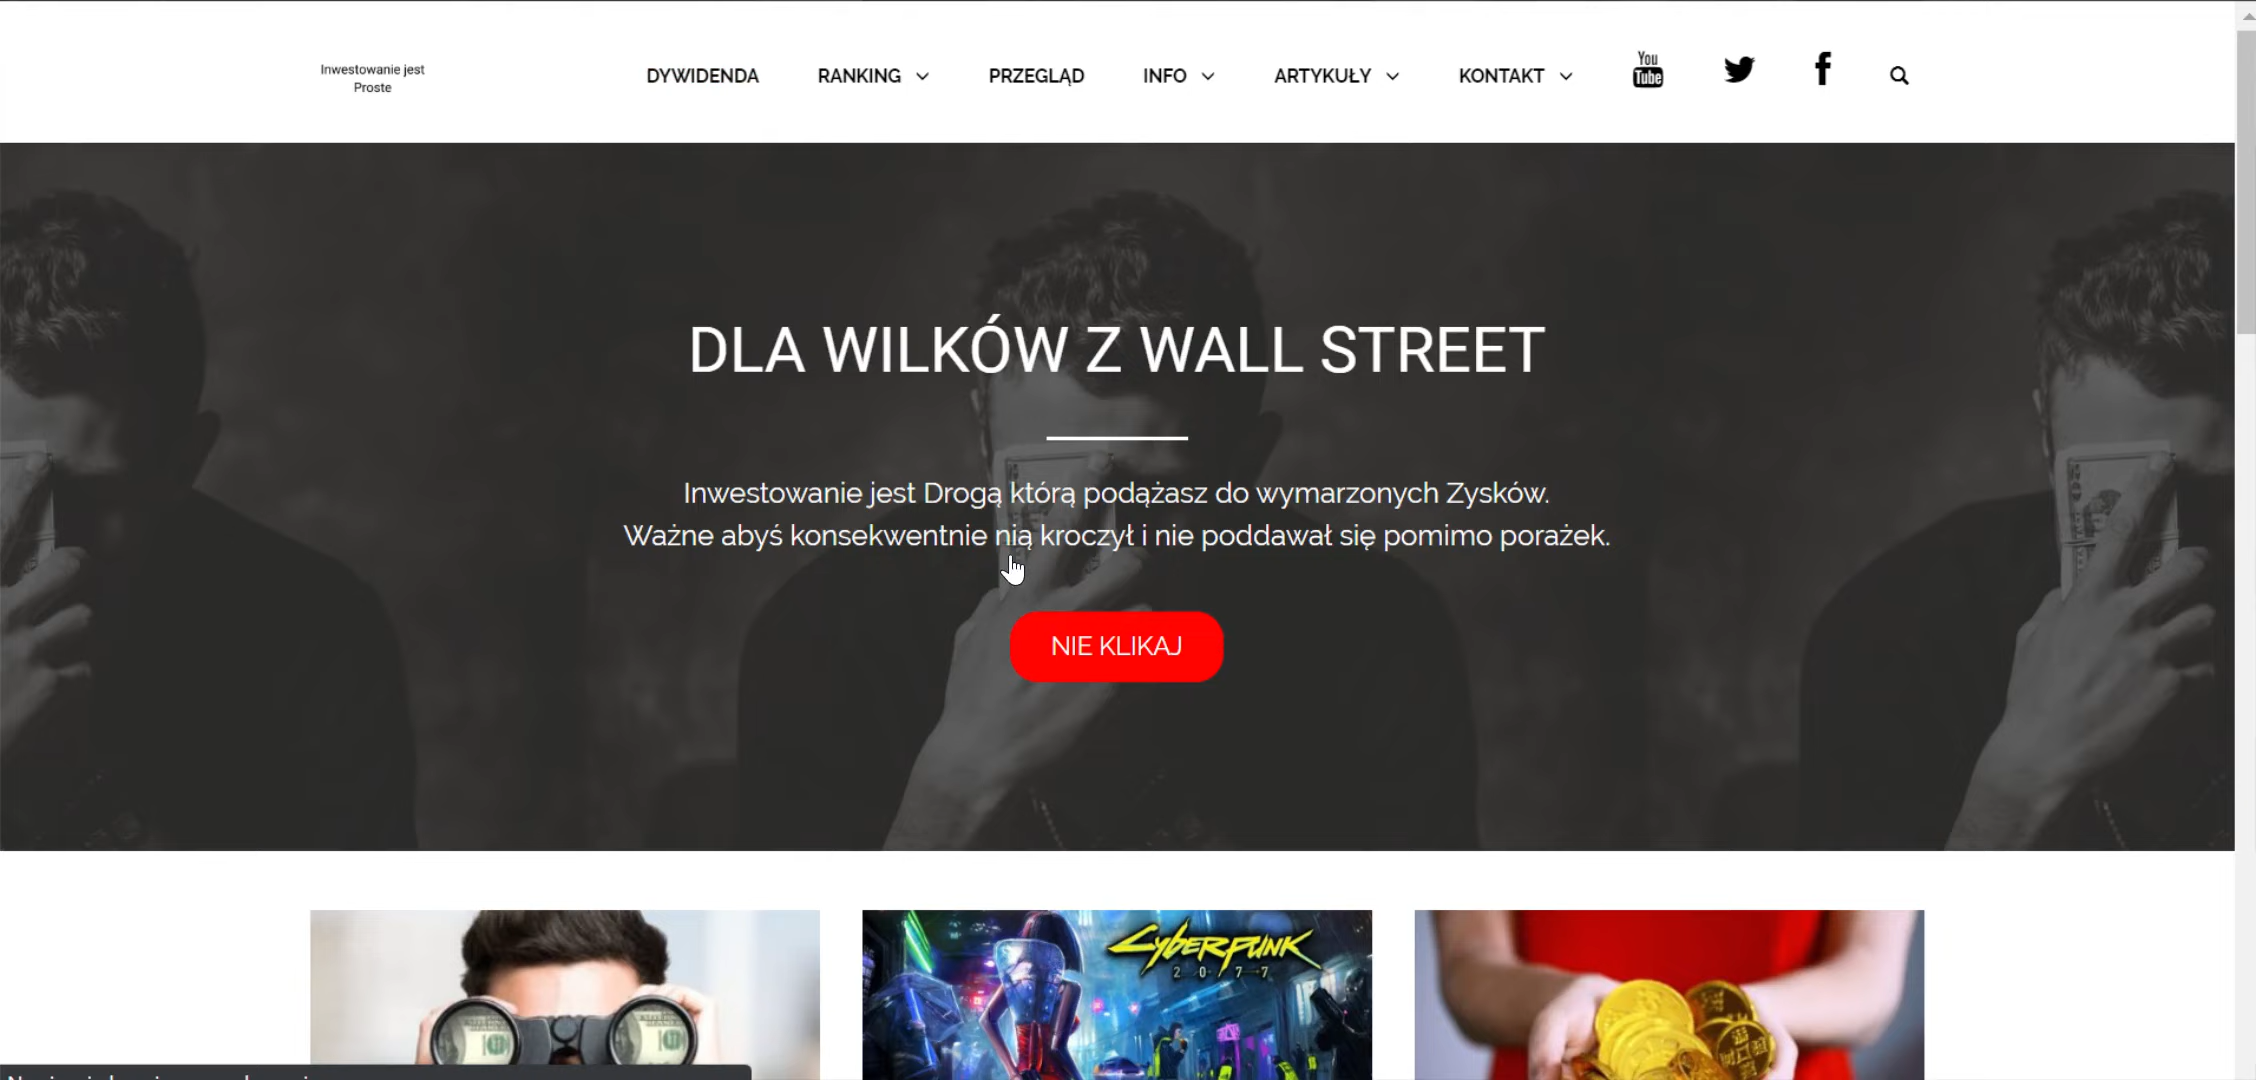 Inwestowanie jest
Proste
DYWIDENDA
RANKING
PRZEGLĄD
INFO
ARTYKUŁY
KONTAKT
You
Tube
DLA WILKÓW Z WALL STREET
Inwestowanie jest Drogą którą podążasz do wymarzonych Zysków.
Ważne abyś konsekwentnie nią kroczył i nie poddawał się pomimo porażek.
NIE KLIKAJ
Cyberpunk
2077